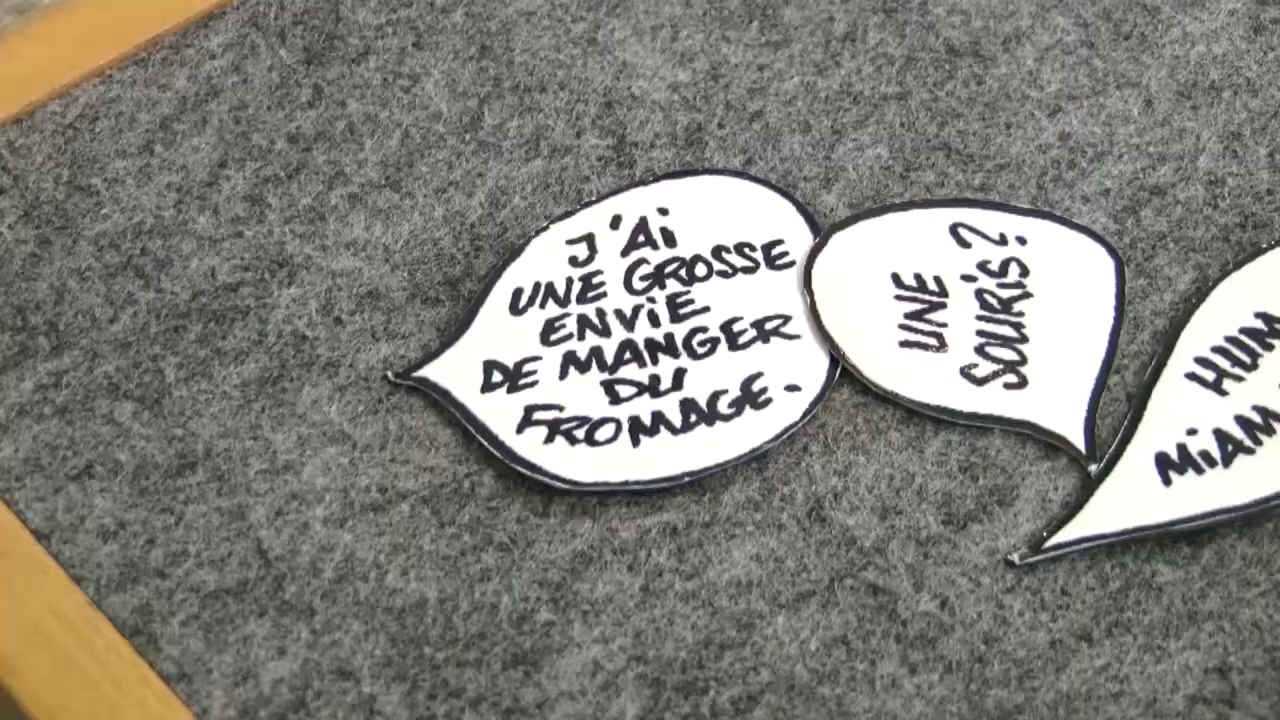 J'Ai
UNE GROSSE
ENViE
DE MANGER
DU
FROMAGE.
UNE
SOURiS?
HUM
MiAM